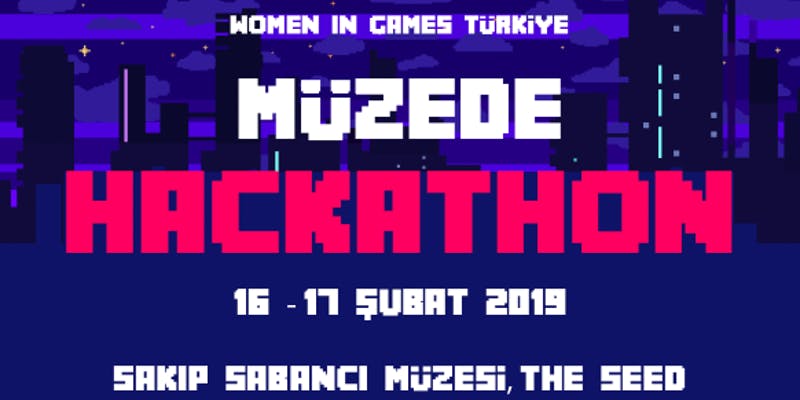 WOMEN IN GAMES TÜRKİYE
MÜZEDE
HACKATHON
16 - 17 ŞUBAT 2019
SAKIP SABANCI MÜZESİ, THE SEED